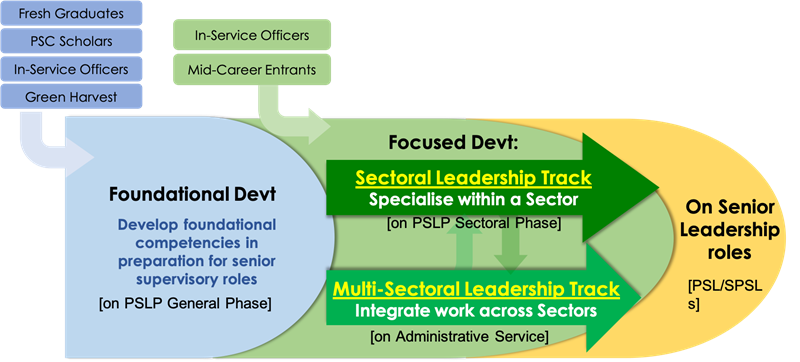 Fresh Graduates
PSC Scholars
In-Service Officers
Green Harvest
In-Service Officers
Mid-Career Entrants
Foundational Devt
Develop foundational
competencies in
preparation for senior
supervisory roles
[on PSLP General Phase]
Focused Devt:
Sectoral Leadership Track
Specialise within a Sector
[on PSLP Sectoral Phase]
Multi-Sectoral Leadership Track
Integrate work across Sectors
[on Administrative Service]
On Senior
Leadership
roles
[PSL/SPSL
s]